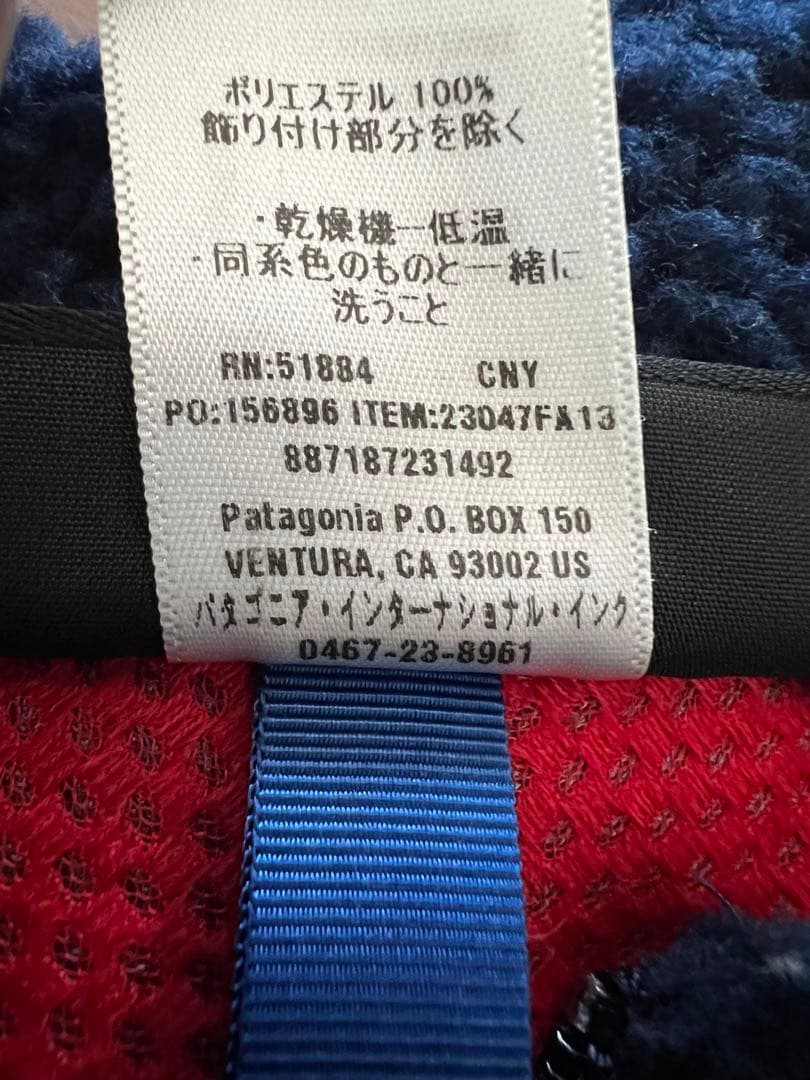 ポリエステル 100%
飾り付け部分を除く
・乾燥機ー低温
・同系色のものと一緒に
洗うこと
RN:51884 CNY
PO:156896 ITEM:23047FA13
887187231492
Patagonia P.O. BOX 150
VENTURA, CA 93002 US
パタゴニア・インターナショナル・インク
0467-23-8961